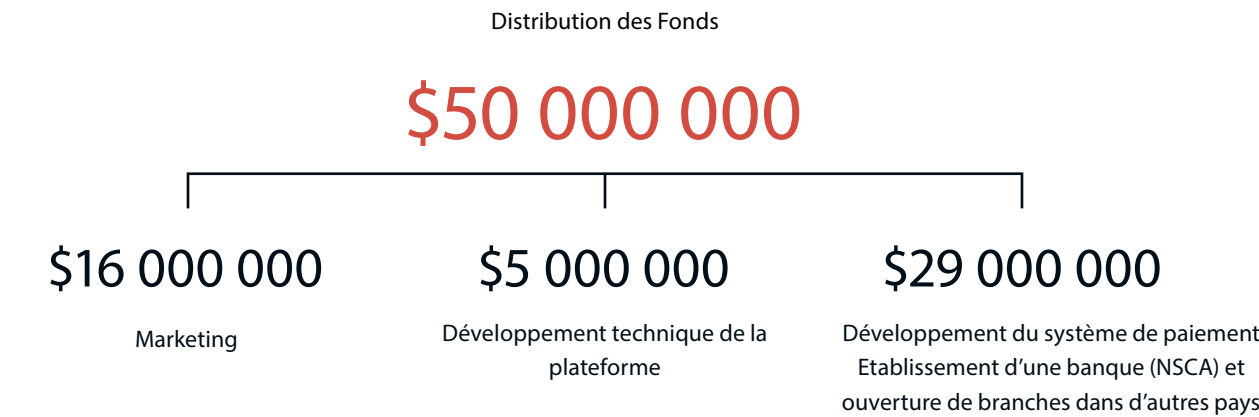 Distribution des Fonds
$50 000 000
$16 000 000
Marketing
$5 000 000
Développement technique de la
plateforme
$29 000 000
Développement du système de paiement
Etablissement d’une banque (NSCA) et
ouverture de branches dans d’autres pays